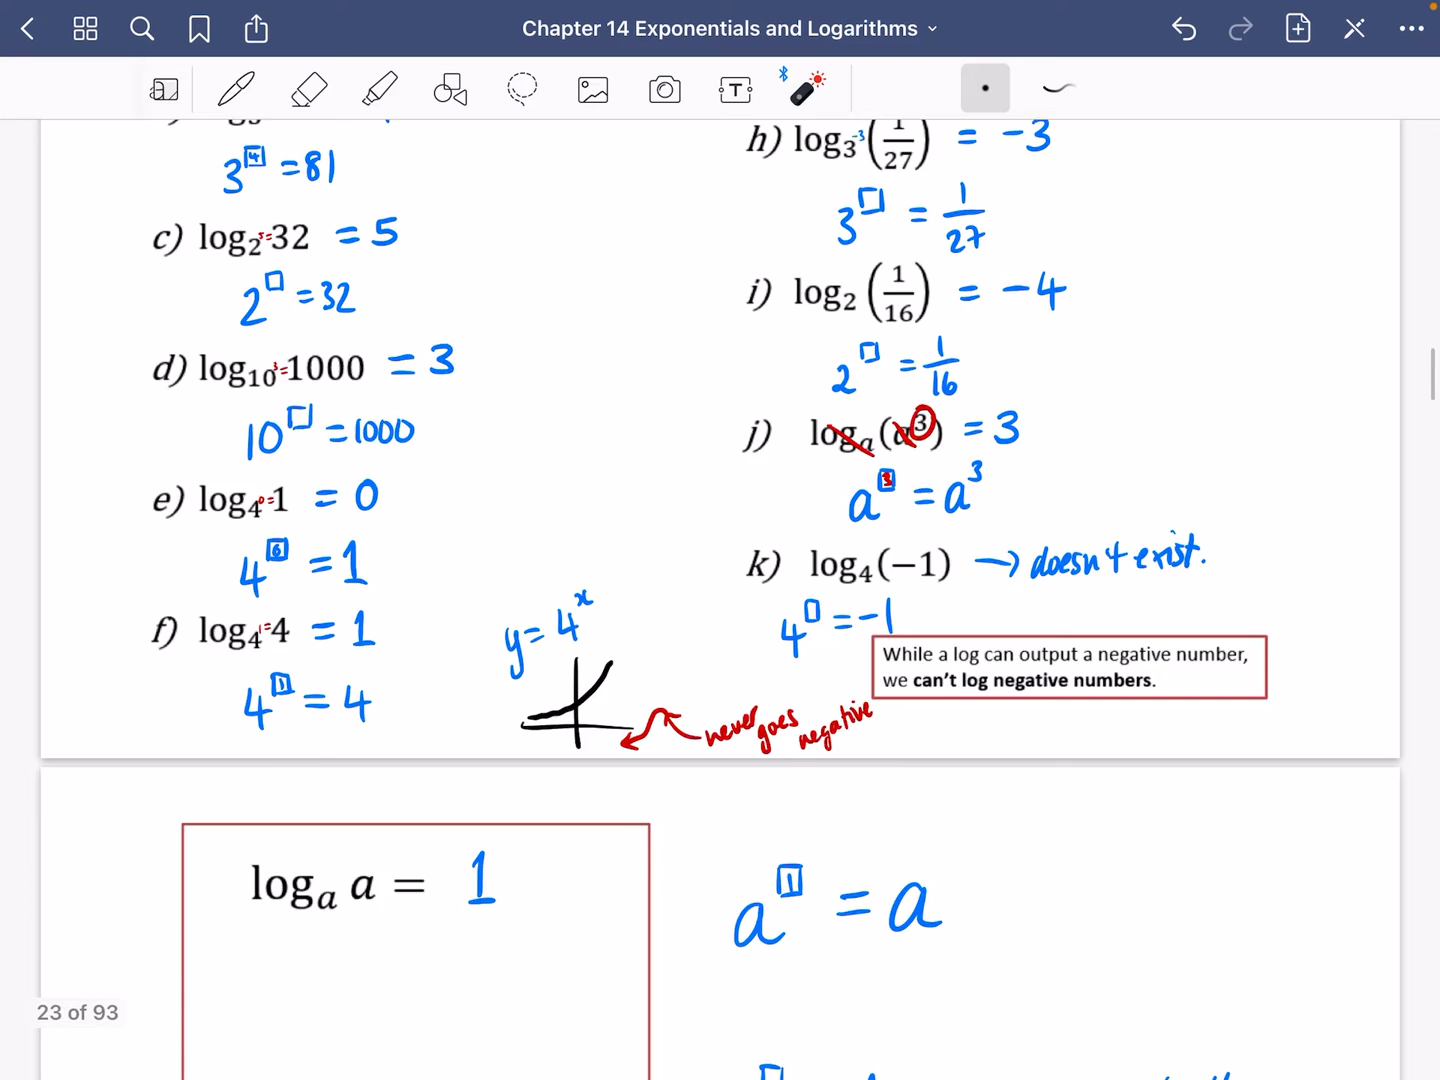 Chapter 14 Exponentials and Logarithms
3^4 = 81
c) log₂ 32 = 5
2^□ = 32
d) log₁₀ 1000 = 3
10^□ = 1000
e) log₄ 1 = 0
4^0 = 1
f) log₄ 4 = 1
4^1 = 4
y = 4^x
h) log₃ (1/27) = -3
3^□ = 1/27
i) log₂ (1/16) = -4
2^□ = 1/16
j) logₐ(a³) = 3
a^3 = a^3
k) log₄(−1) → doesn't exist.
4^□ = -1
While a log can output a negative number,
we can't log negative numbers.
never goes negative
logₐ a = 1
a^1 = a
23 of 93